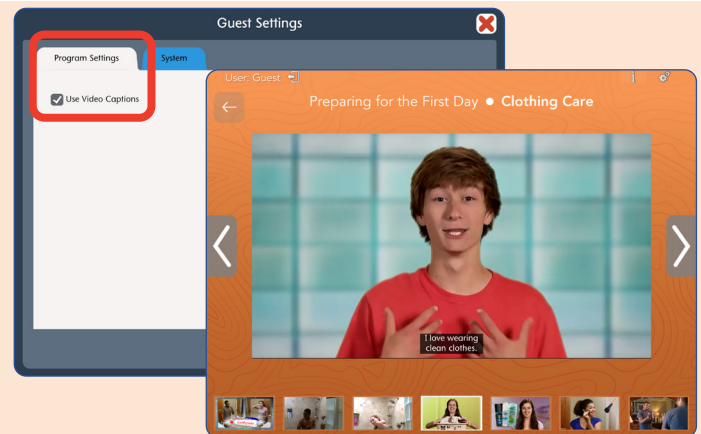 Guest Settings
Program Settings
System
Use Video Captions
User: Guest
Preparing for the First Day • Clothing Care
I love wearing
clean clothes.